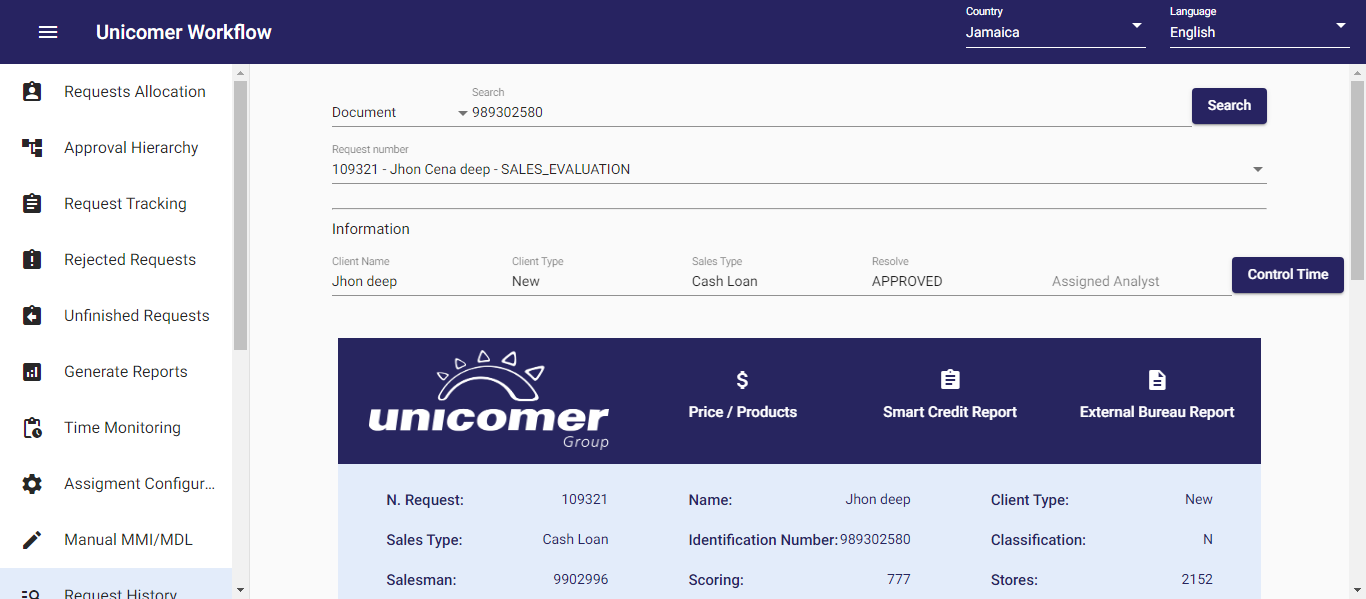 Unicomer Workflow
Country
Jamaica
Language
English
Requests Allocation
Approval Hierarchy
Request Tracking
Rejected Requests
Unfinished Requests
Generate Reports
Time Monitoring
Assigment Configur...
Manual MMI/MDL
Request History
Document
Search
989302580
Search
Request number
109321 - Jhon Cena deep - SALES_EVALUATION
Information
Client Name
Jhon deep
Client Type
New
Sales Type
Cash Loan
Resolve
APPROVED
Assigned Analyst
Control Time
unicomer
Group
$
Price / Products
Smart Credit Report
External Bureau Report
N. Request: 109321
Name: Jhon deep
Client Type: New
Sales Type: Cash Loan
Identification Number: 989302580
Classification: N
Salesman: 9902996
Scoring: 777
Stores: 2152